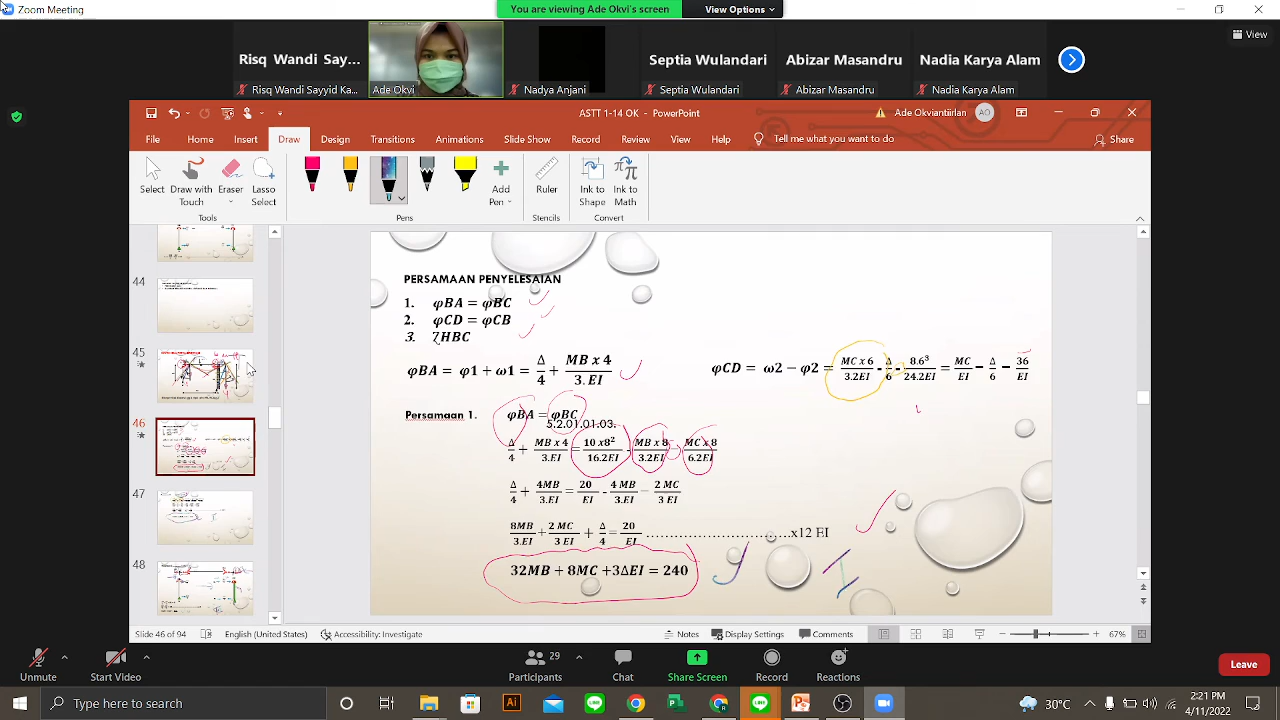 Zoom Meeting
You are viewing Ade Okvi's screen
View Options
View
Risq Wandi Say...
Septia Wulandari
Abizar Masandru
Nadia Karya Alam
Risq Wandi Sayyid Ka...
Ade Okvi
Nadya Anjani
Septia Wulandari
Abizar Masandru
Nadia Karya Alam
ASTT 1-14 OK - PowerPoint
Ade Okviantiirlan
AO
File Home Insert Draw Design Transitions Animations Slide Show Record Review View Help Tell me what you want to do
Share
Select
Draw with Touch
Eraser
Lasso Select
Add Pen
Ruler
Ink to Shape
Ink to Math
Tools
Pens
Stencils
Convert
44
45
46
47
48
PERSAMAAN PENYELESAIAN
1. φBA = φBC
2. φCD = φCB
3. ƩHBC
φBA = φ1 + ω1 = Δ/4 + MB x 4/3.EI
φCD = ω2 − φ2 = MC x 6/3.2EI - Δ/6 - 8.6³/24.2EI = MC/EI − Δ/6 − 36/EI
Persamaan 1. φBA = φBC
5.2.01.01.03.
Δ/4 + MB x 4/3.EI = 10 x8²/16.2EI - MB x 8/3.2EI − MC x 8/6.2EI
Δ/4 + 4MB/3.EI = 20/EI - 4 MB/3.EI − 2 MC/3 EI
8MB/3.EI + 2 MC/3 EI + Δ/4 = 20/EI ..............................x12 EI
32MB + 8MC +3ΔEI = 240
I
Slide 46 of 94
English (United States)
Accessibility: Investigate
Notes
Display Settings
Comments
67%
Unmute
Start Video
29
Participants
Chat
Share Screen
Record
Reactions
Leave
Type here to search
30°C
2:21 PM
4/11/2022